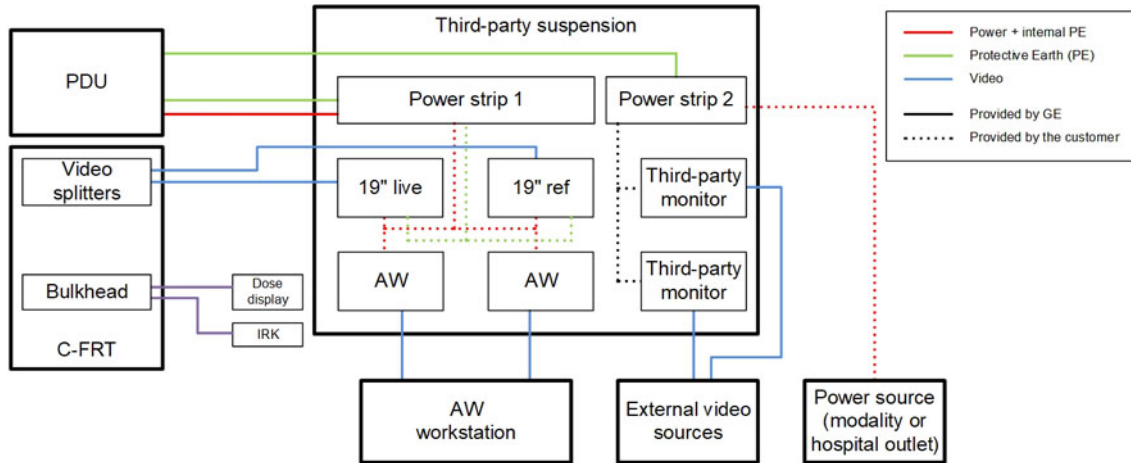 Third-party suspension
PDU
Power strip 1
Power strip 2
Power + internal PE
Protective Earth (PE)
Video
Provided by GE
Provided by the customer
Video
splitters
19" live
19" ref
Third-party
monitor
Bulkhead
C-FRT
Dose
display
IRK
AW
AW
Third-party
monitor
AW
workstation
External video
sources
Power source
(modality or
hospital outlet)